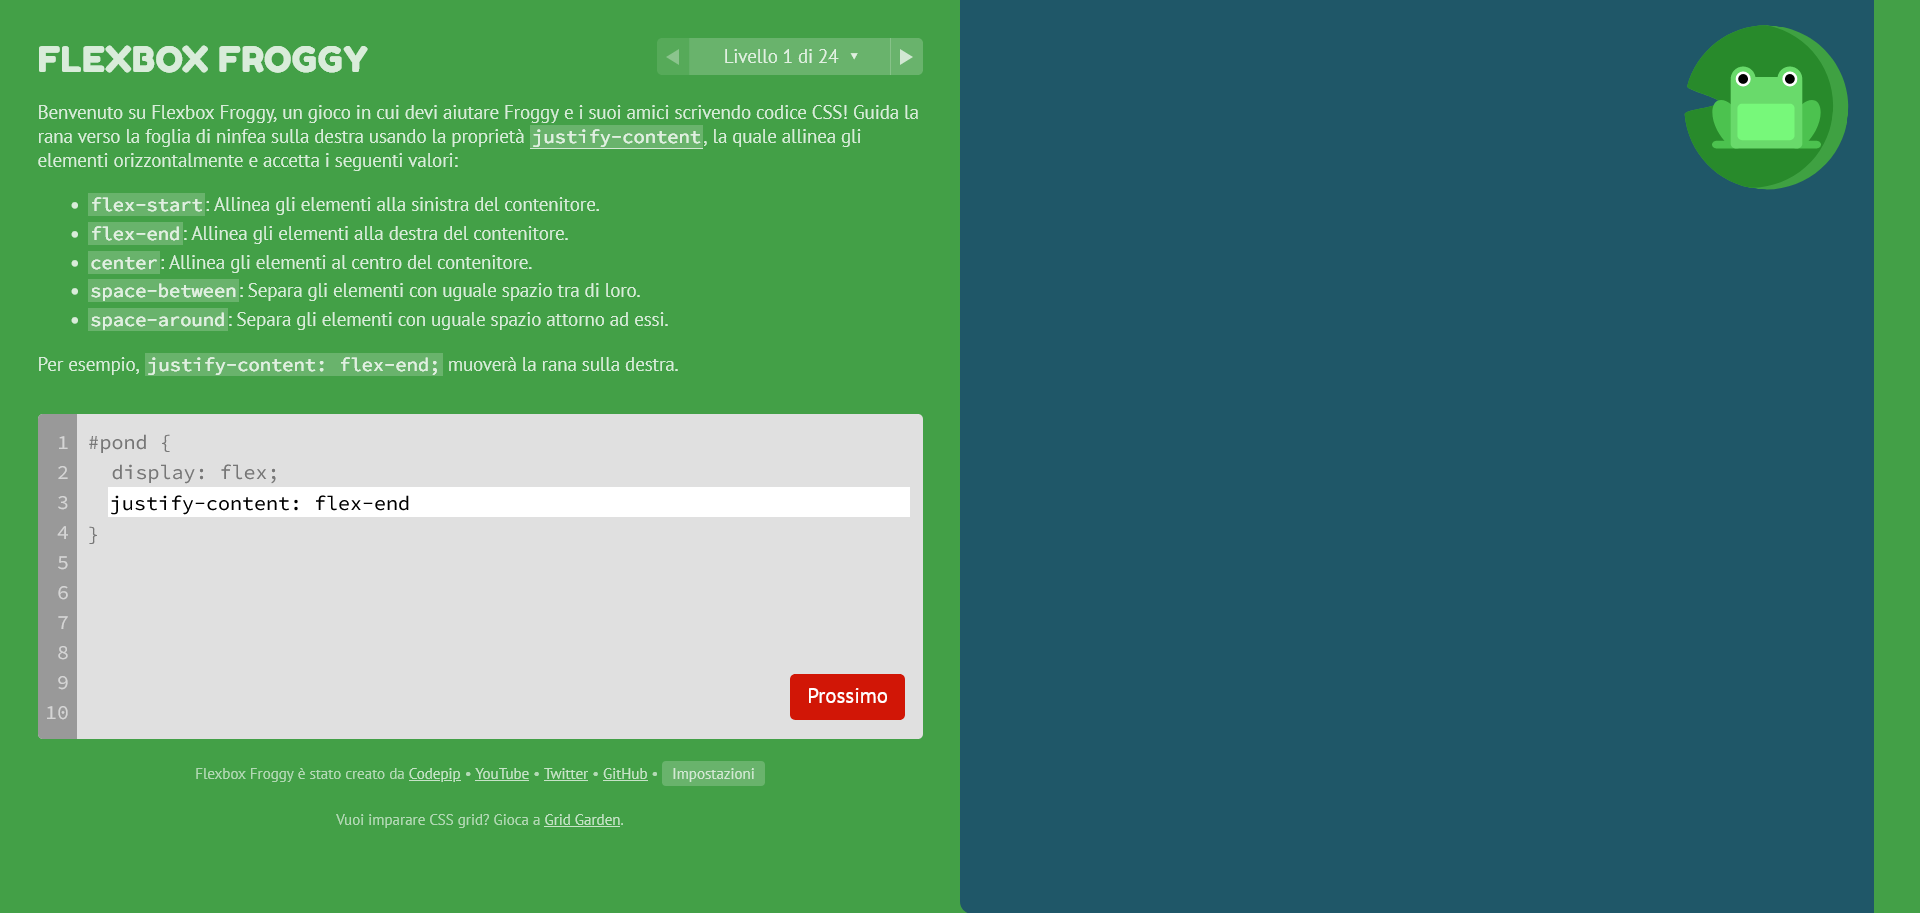 FLEXBOX FROGGY
◀ Livello 1 di 24 ▼ ▶
Benvenuto su Flexbox Froggy, un gioco in cui devi aiutare Froggy e i suoi amici scrivendo codice CSS! Guida la
rana verso la foglia di ninfea sulla destra usando la proprietà justify-content, la quale allinea gli
elementi orizzontalmente e accetta i seguenti valori:
• flex-start: Allinea gli elementi alla sinistra del contenitore.
• flex-end: Allinea gli elementi alla destra del contenitore.
• center: Allinea gli elementi al centro del contenitore.
• space-between: Separa gli elementi con uguale spazio tra di loro.
• space-around: Separa gli elementi con uguale spazio attorno ad essi.
Per esempio, justify-content: flex-end; muoverà la rana sulla destra.
1 #pond {
2 display: flex;
3 justify-content: flex-end
4 }
5
6
7
8
9
10
Prossimo
Flexbox Froggy è stato creato da Codepip • YouTube • Twitter • GitHub • Impostazioni
Vuoi imparare CSS grid? Gioca a Grid Garden.